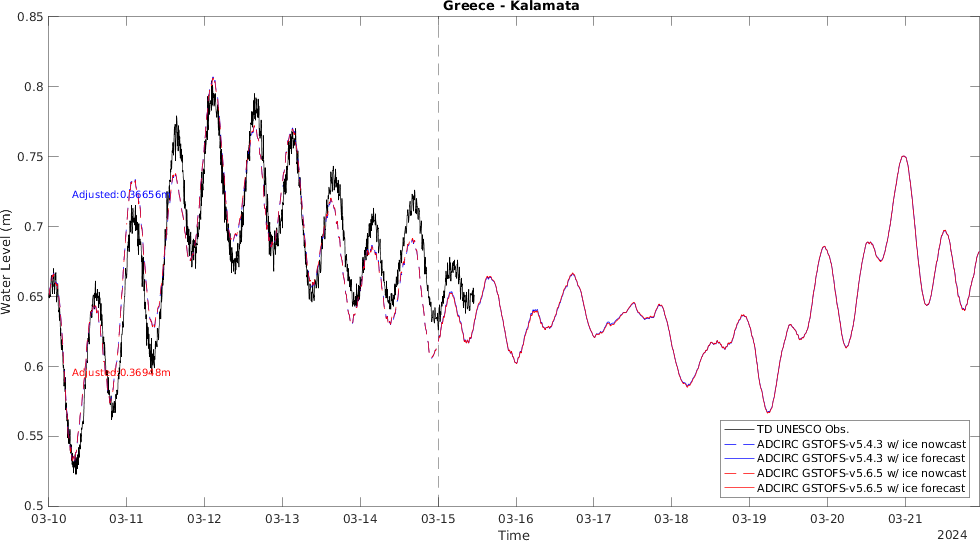 Greece - Kalamata
0.85
0.8
0.75
0.7
0.65
0.6
0.55
0.5
Water Level (m)
Adjusted:0.36656m
Adjusted:0.36948m
TD UNESCO Obs.
ADCIRC GSTOFS-v5.4.3 w/ ice nowcast
ADCIRC GSTOFS-v5.4.3 w/ ice forecast
ADCIRC GSTOFS-v5.6.5 w/ ice nowcast
ADCIRC GSTOFS-v5.6.5 w/ ice forecast
03-10 03-11 03-12 03-13 03-14 03-15 03-16 03-17 03-18 03-19 03-20 03-21
Time
2024